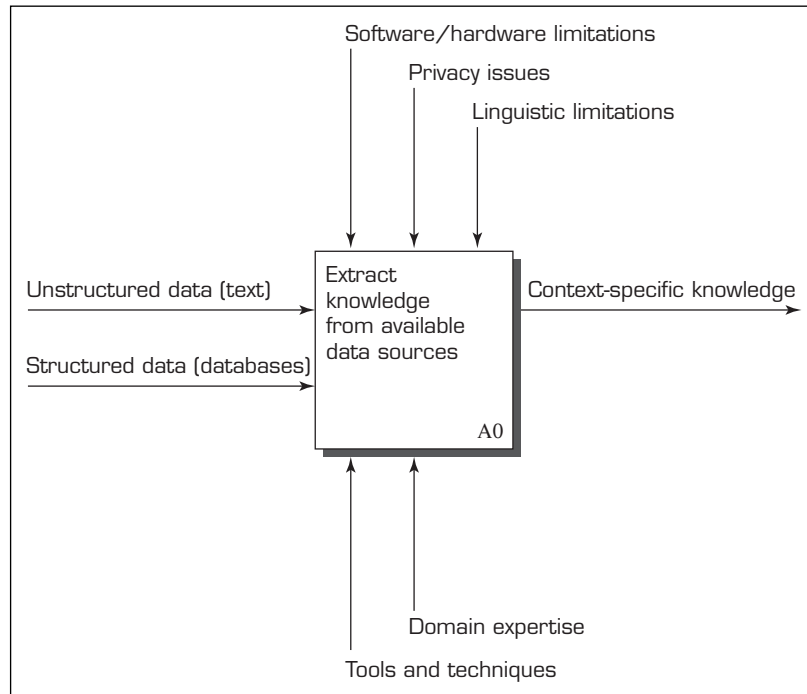 Software/hardware limitations
Privacy issues
Linguistic limitations
Extract
knowledge
from available
data sources
A0
Unstructured data (text)
Structured data (databases)
Context-specific knowledge
Domain expertise
Tools and techniques